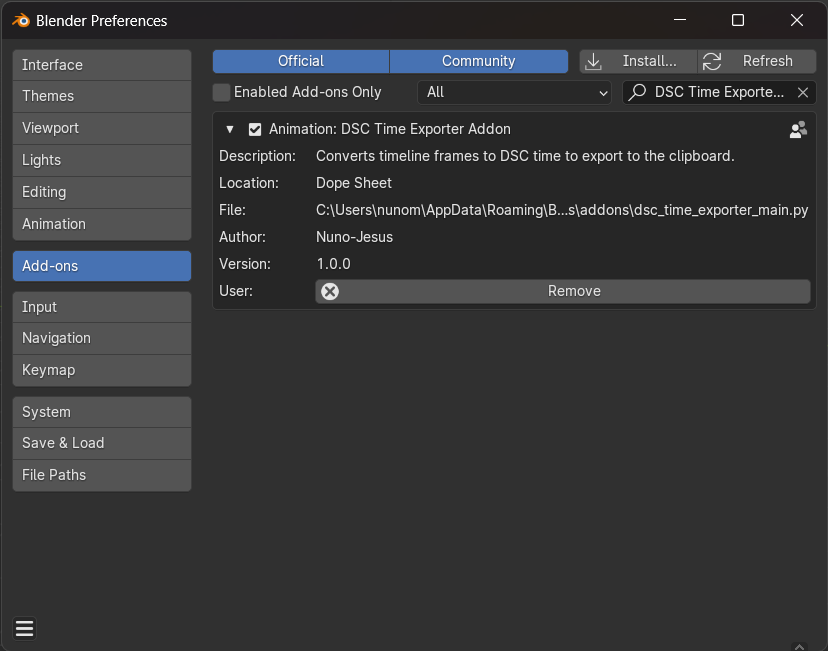 Blender Preferences
Interface
Themes
Viewport
Lights
Editing
Animation
Add-ons
Input
Navigation
Keymap
System
Save & Load
File Paths
Official Community Install... Refresh
Enabled Add-ons Only All DSC Time Exporte...
Animation: DSC Time Exporter Addon
Description: Converts timeline frames to DSC time to export to the clipboard.
Location: Dope Sheet
File: C:\Users\nunom\AppData\Roaming\B...s\addons\dsc_time_exporter_main.py
Author: Nuno-Jesus
Version: 1.0.0
User: Remove